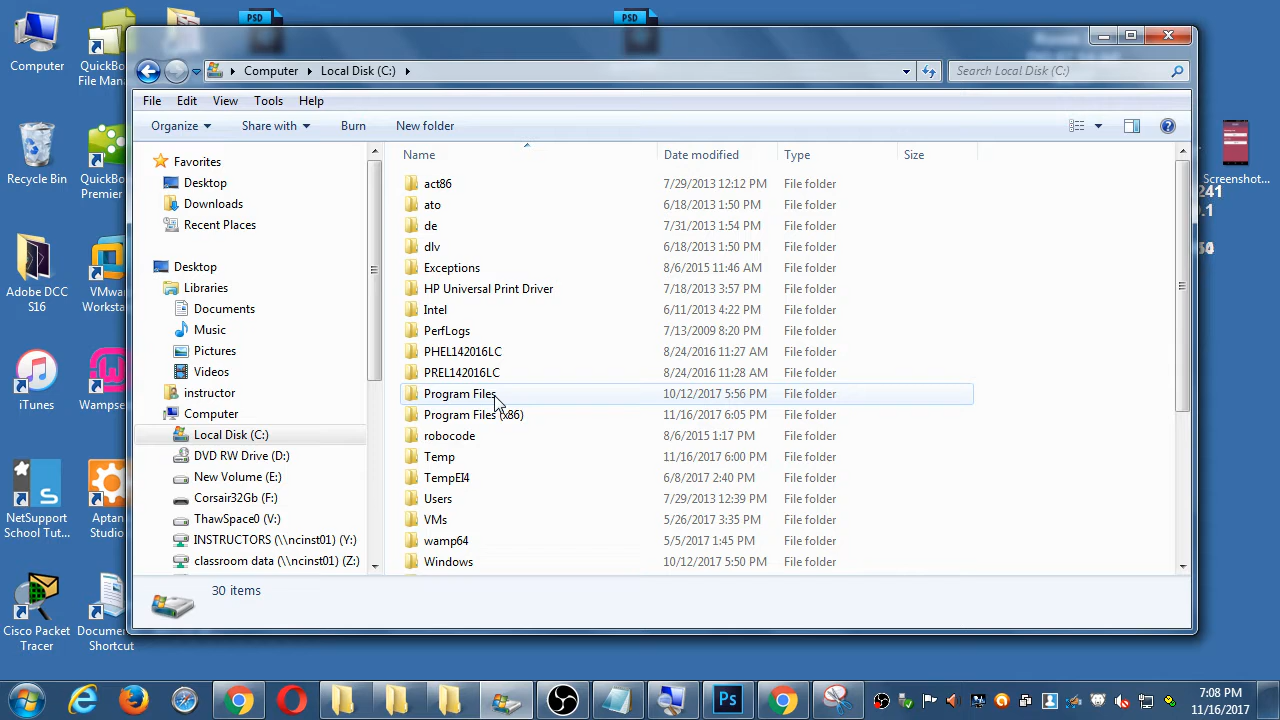 Computer
Recycle Bin
Adobe DCC
S16
iTunes
NetSupport
School Tut...
Cisco Packet
Tracer
QuickBo
File Man
QuickBo
Premier
VMwar
Workst
Wampse
Aptan
Studio
Docum
Shortcut
PSD
PSD
Screenshot...
241
0.1
Computer
Local Disk (C:)
Search Local Disk (C:)
File Edit View Tools Help
Organize Share with Burn New folder
Favorites
Desktop
Downloads
Recent Places
Desktop
Libraries
Documents
Music
Pictures
Videos
instructor
Computer
Local Disk (C:)
DVD RW Drive (D:)
New Volume (E:)
Corsair32Gb (F:)
ThawSpace0 (V:)
INSTRUCTORS (\\ncinst01) (Y:)
classroom data (\\ncinst01) (Z:)
Name Date modified Type Size
act86 7/29/2013 12:12 PM File folder
ato 6/18/2013 1:50 PM File folder
de 7/31/2013 1:54 PM File folder
dlv 6/18/2013 1:50 PM File folder
Exceptions 8/6/2015 11:46 AM File folder
HP Universal Print Driver 7/18/2013 3:57 PM File folder
Intel 6/11/2013 4:22 PM File folder
PerfLogs 7/13/2009 8:20 PM File folder
PHEL142016LC 8/24/2016 11:27 AM File folder
PREL142016LC 8/24/2016 11:28 AM File folder
Program Files 10/12/2017 5:56 PM File folder
Program Files (x86) 11/16/2017 6:05 PM File folder
robocode 8/6/2015 1:17 PM File folder
Temp 11/16/2017 6:00 PM File folder
TempEI4 6/8/2017 2:40 PM File folder
Users 7/29/2013 12:39 PM File folder
VMs 5/26/2017 3:35 PM File folder
wamp64 5/5/2017 1:45 PM File folder
Windows 10/12/2017 5:50 PM File folder
30 items
Ps
7:08 PM
11/16/2017